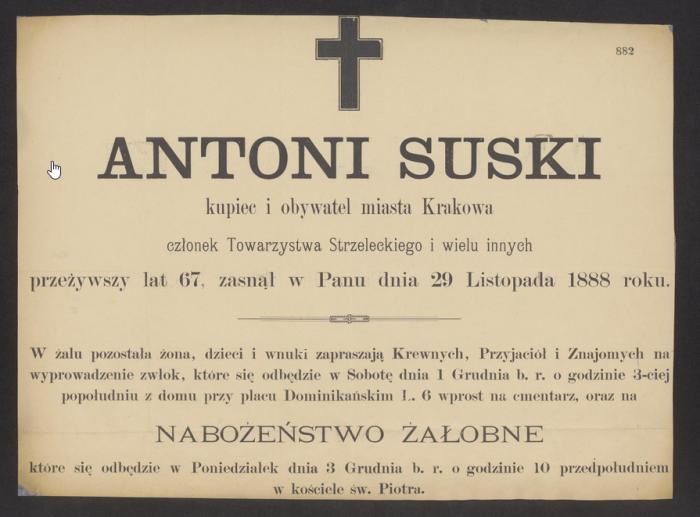 882
ANTONI SUSKI
kupiec i obywatel miasta Krakowa
członek Towarzystwa Strzeleckiego i wielu innych
przeżywszy lat 67, zasnął w Panu dnia 29 Listopada 1888 roku.
W żalu pozostała żona, dzieci i wnuki zapraszają Krewnych, Przyjaciół i Znajomych na
wyprowadzenie zwłok, które się odbędzie w Sobotę dnia 1 Grudnia b. r. o godzinie 3-ciej
popołudniu z domu przy placu Dominikańskim L. 6 wprost na cmentarz, oraz na
NABOŻEŃSTWO ŻAŁOBNE
które się odbędzie w Poniedziałek dnia 3 Grudnia b. r. o godzinie 10 przedpołudniem
w kościele św. Piotra.